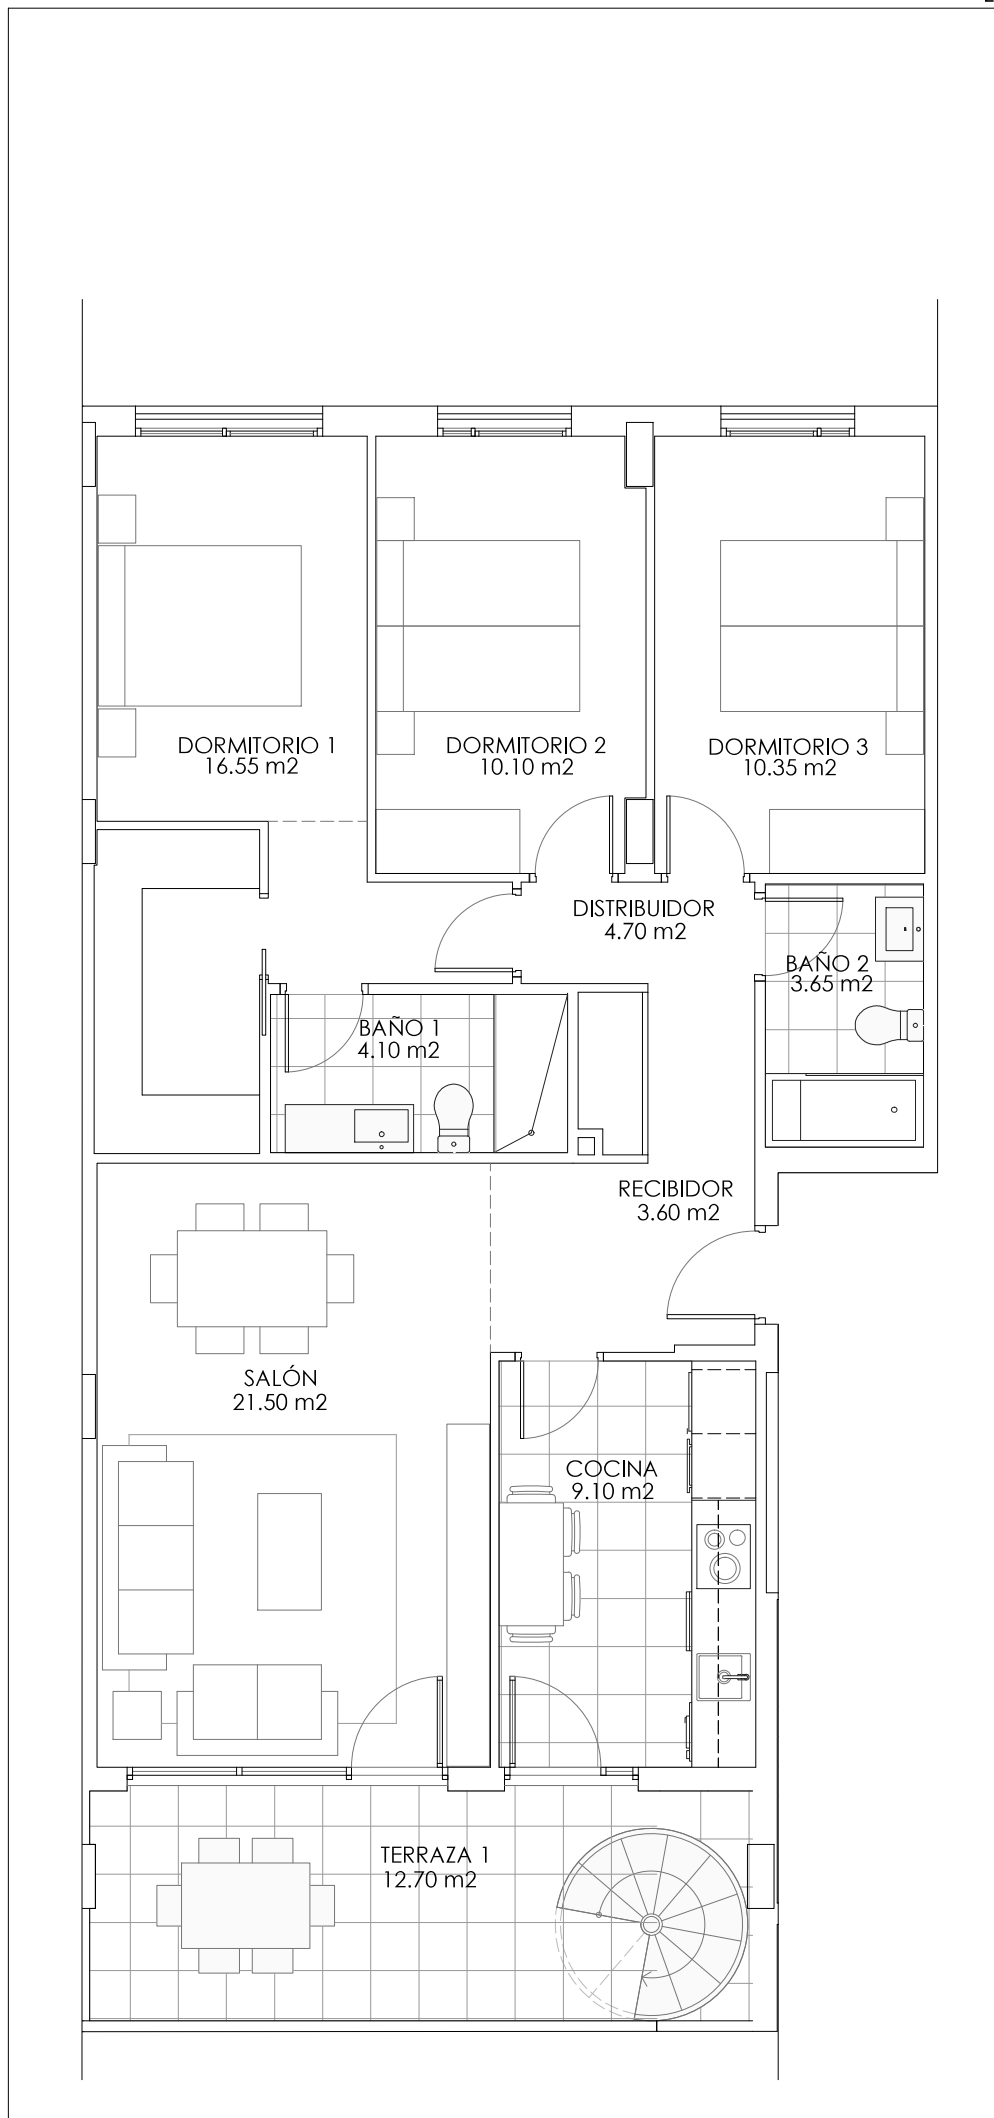 DORMITORIO 1
16.55 m2
DORMITORIO 2
10.10 m2
DORMITORIO 3
10.35 m2
DISTRIBUIDOR
4.70 m2
BAÑO 2
3.65 m2
BAÑO 1
4.10 m2
RECIBIDOR
3.60 m2
SALÓN
21.50 m2
COCINA
9.10 m2
TERRAZA 1
12.70 m2